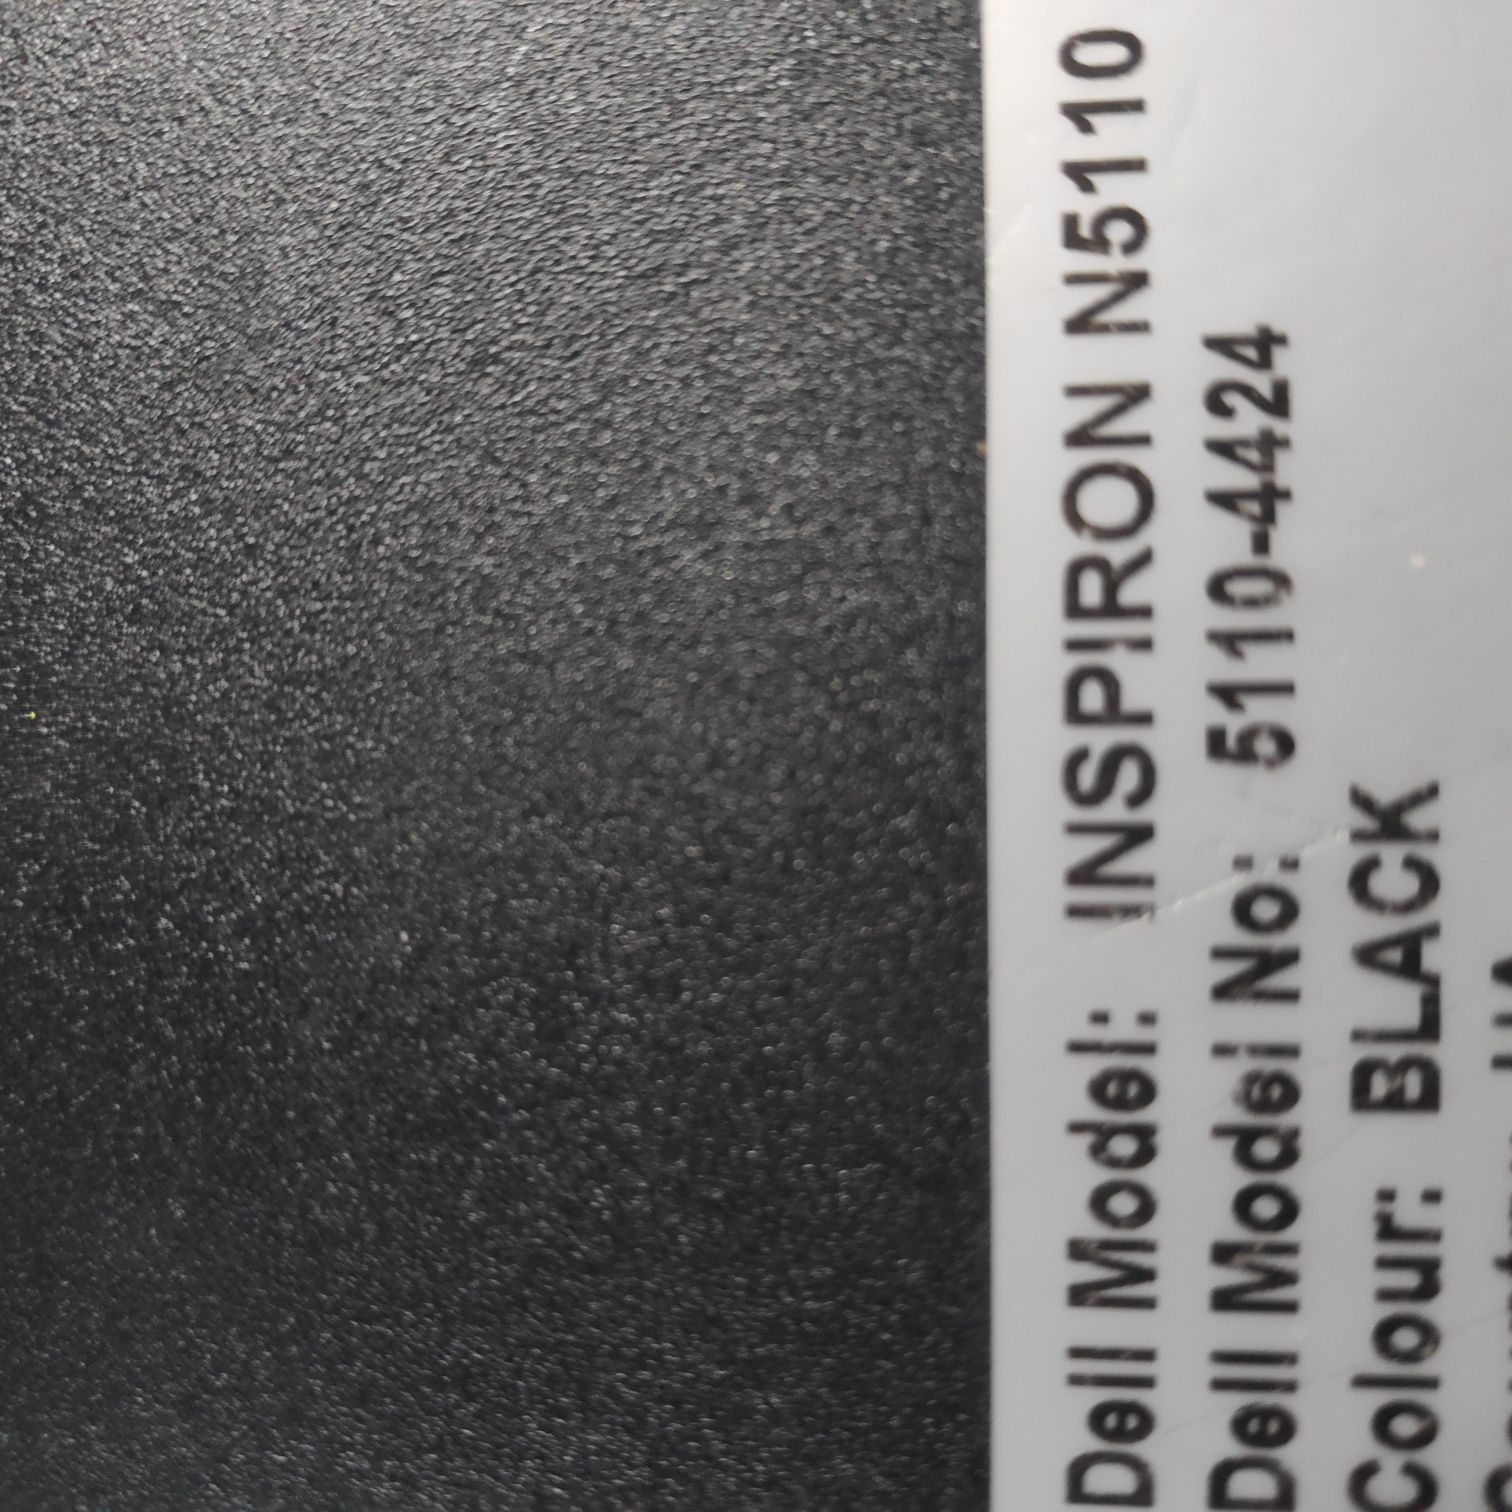 Dell Model: INSPIRON N5110
Dell Model No: 5110-4424
Colour: BLACK